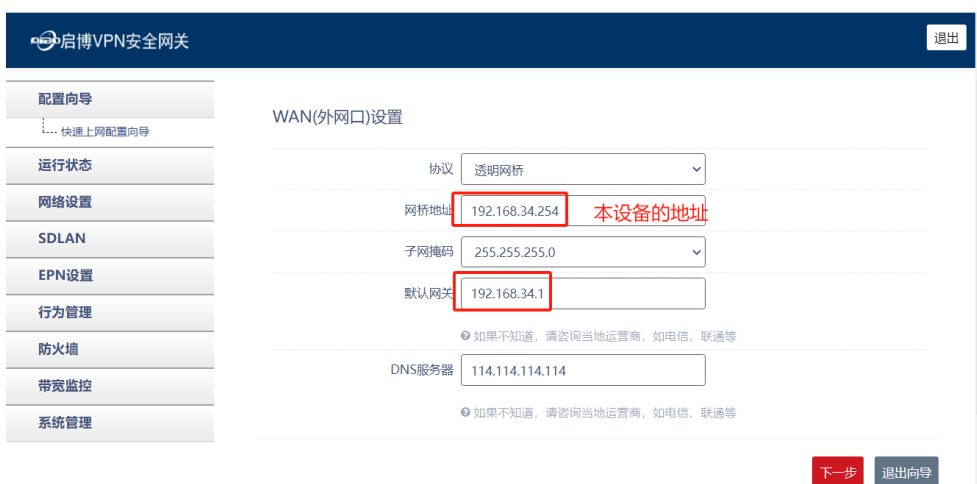 启博VPN安全网关
退出
配置向导
快速上网配置向导
运行状态
网络设置
SDLAN
EPN设置
行为管理
防火墙
带宽监控
系统管理
WAN(外网口)设置
协议 透明网桥
网桥地址 192.168.34.254 本设备的地址
子网掩码 255.255.255.0
默认网关 192.168.34.1
如果不知道，请咨询当地运营商，如电信、联通等
DNS服务器 114.114.114.114
如果不知道，请咨询当地运营商，如电信、联通等
下一步 退出向导